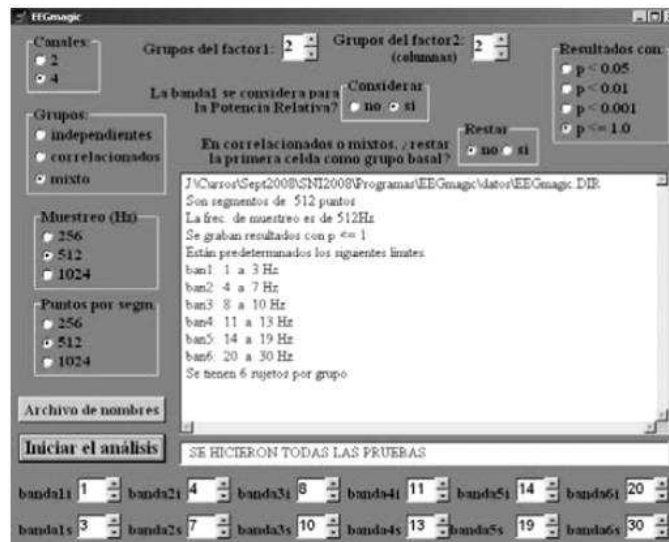 EEGmagic
Canales:
2
4
Grupos del factor1: 2
Grupos del factor2: 2
(columnas)
Resultados con:
p < 0.05
p < 0.01
p < 0.001
p <= 1.0
La banda1 se considera para
la Potencia Relativa?
Considerar
no si
Grupos:
independientes
correlacionados
mixto
En correlacionados o mixtos, ¿restar
la primera celda como grupo basal?
Restar
no si
J:\Cursos\Sept2008\SNI2008\Programas\EEGmagic\datos\EEGmagic.DIR
Son segmentos de 512 puntos
La frec. de muestreo es de 512Hz
Se graban resultados con p <= 1
Están predeterminados los siguientes limites:
ban1: 1 a 3 Hz
ban2: 4 a 7 Hz
ban3: 8 a 10 Hz
ban4: 11 a 13 Hz
ban5: 14 a 19 Hz
ban6: 20 a 30 Hz
Se tienen 6 sujetos por grupo
Muestreo (Hz)
256
512
1024
Puntos por segm.
256
512
1024
Archivo de nombres
Iniciar el análisis
SE HICIERON TODAS LAS PRUEBAS
banda1i 1 banda2i 4 banda3i 8 banda4i 11 banda5i 14 banda6i 20
banda1s 3 banda2s 7 banda3s 10 banda4s 13 banda5s 19 banda6s 30